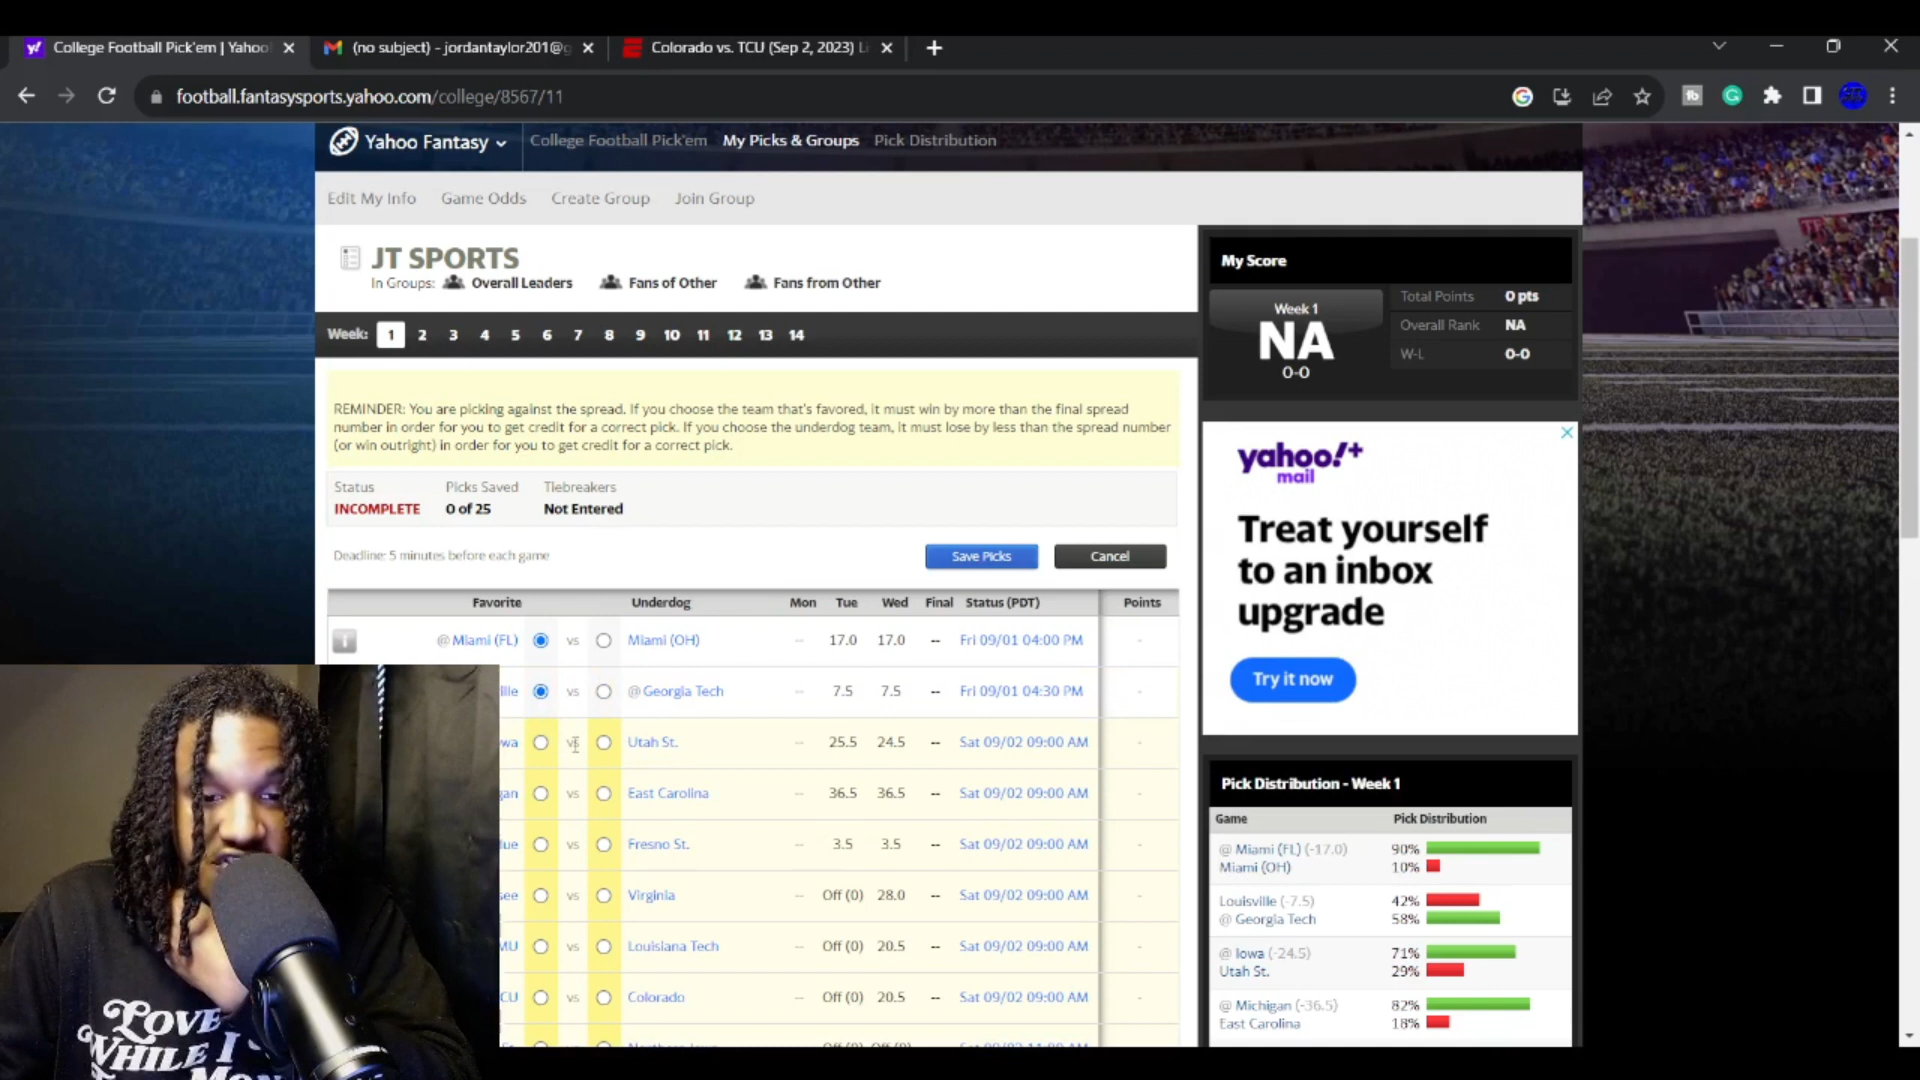 College Football Pick'em | Yahoo
(no subject) - jordantaylor201@g
Colorado vs. TCU (Sep 2, 2023) Li
football.fantasysports.yahoo.com/college/8567/11
Yahoo Fantasy
College Football Pick'em
My Picks & Groups
Pick Distribution
Edit My Info
Game Odds
Create Group
Join Group
JT SPORTS
In Groups: Overall Leaders Fans of Other Fans from Other
Week: 1 2 3 4 5 6 7 8 9 10 11 12 13 14
REMINDER: You are picking against the spread. If you choose the team that's favored, it must win by more than the final spread
number in order for you to get credit for a correct pick. If you choose the underdog team, it must lose by less than the spread number
(or win outright) in order for you to get credit for a correct pick.
Status Picks Saved Tiebreakers
INCOMPLETE 0 of 25 Not Entered
Deadline: 5 minutes before each game
Save Picks
Cancel
Favorite Underdog Mon Tue Wed Final Status (PDT) Points
@ Miami (FL) vs Miami (OH) -- 17.0 17.0 -- Fri 09/01 04:00 PM -
lle vs @ Georgia Tech -- 7.5 7.5 -- Fri 09/01 04:30 PM -
wa vs Utah St. -- 25.5 24.5 -- Sat 09/02 09:00 AM -
gan vs East Carolina -- 36.5 36.5 -- Sat 09/02 09:00 AM -
lue vs Fresno St. -- 3.5 3.5 -- Sat 09/02 09:00 AM -
see vs Virginia -- Off (0) 28.0 -- Sat 09/02 09:00 AM -
MU vs Louisiana Tech -- Off (0) 20.5 -- Sat 09/02 09:00 AM -
CU vs Colorado -- Off (0) 20.5 -- Sat 09/02 09:00 AM -
My Score
Week 1
NA
0-0
Total Points 0 pts
Overall Rank NA
W-L 0-0
yahoo!+
mail
Treat yourself
to an inbox
upgrade
Try it now
Pick Distribution - Week 1
Game Pick Distribution
@ Miami (FL) (-17.0) 90%
Miami (OH) 10%
Louisville (-7.5) 42%
@ Georgia Tech 58%
@ Iowa (-24.5) 71%
Utah St. 29%
@ Michigan (-36.5) 82%
East Carolina 18%
LOVE
WHILE I